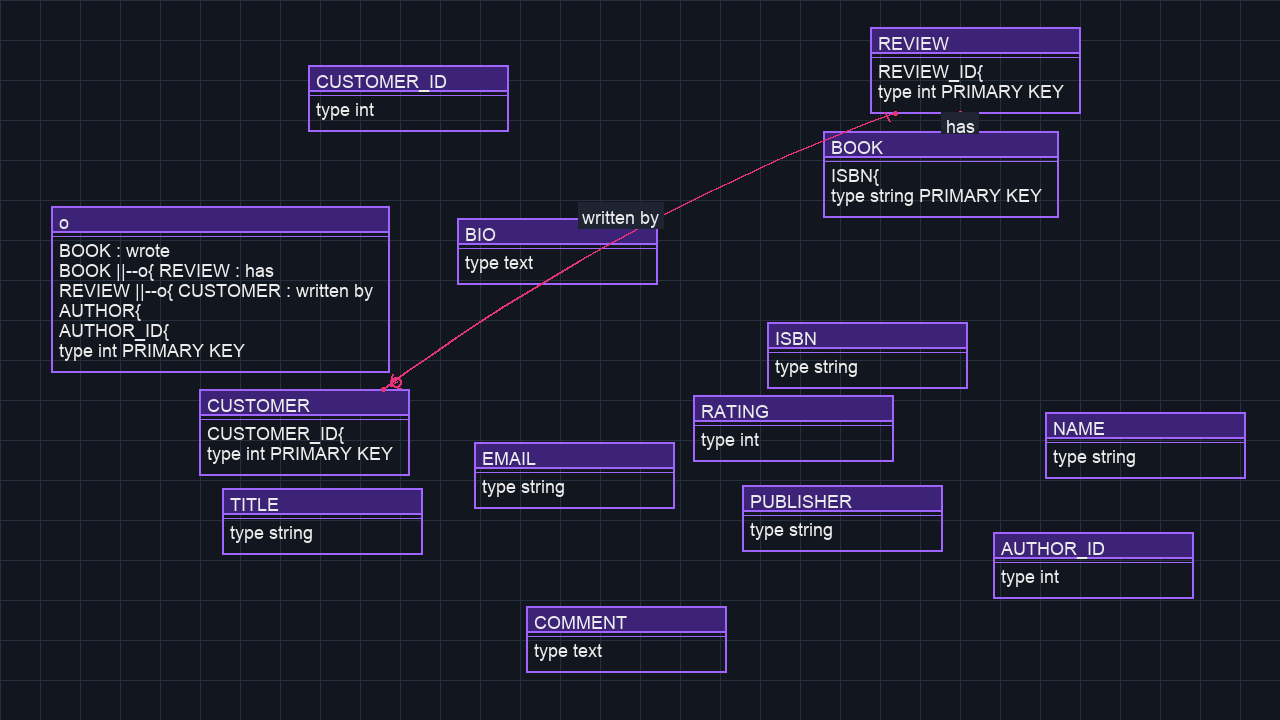 REVIEW
REVIEW_ID{
type int PRIMARY KEY
CUSTOMER_ID
type int
has
BOOK
ISBN{
type string PRIMARY KEY
o
BOOK : wrote
BOOK ||--o{ REVIEW : has
REVIEW ||--o{ CUSTOMER : written by
AUTHOR{
AUTHOR_ID{
type int PRIMARY KEY
written by
BIO
type text
ISBN
type string
CUSTOMER
CUSTOMER_ID{
type int PRIMARY KEY
RATING
type int
NAME
type string
EMAIL
type string
TITLE
type string
PUBLISHER
type string
AUTHOR_ID
type int
COMMENT
type text